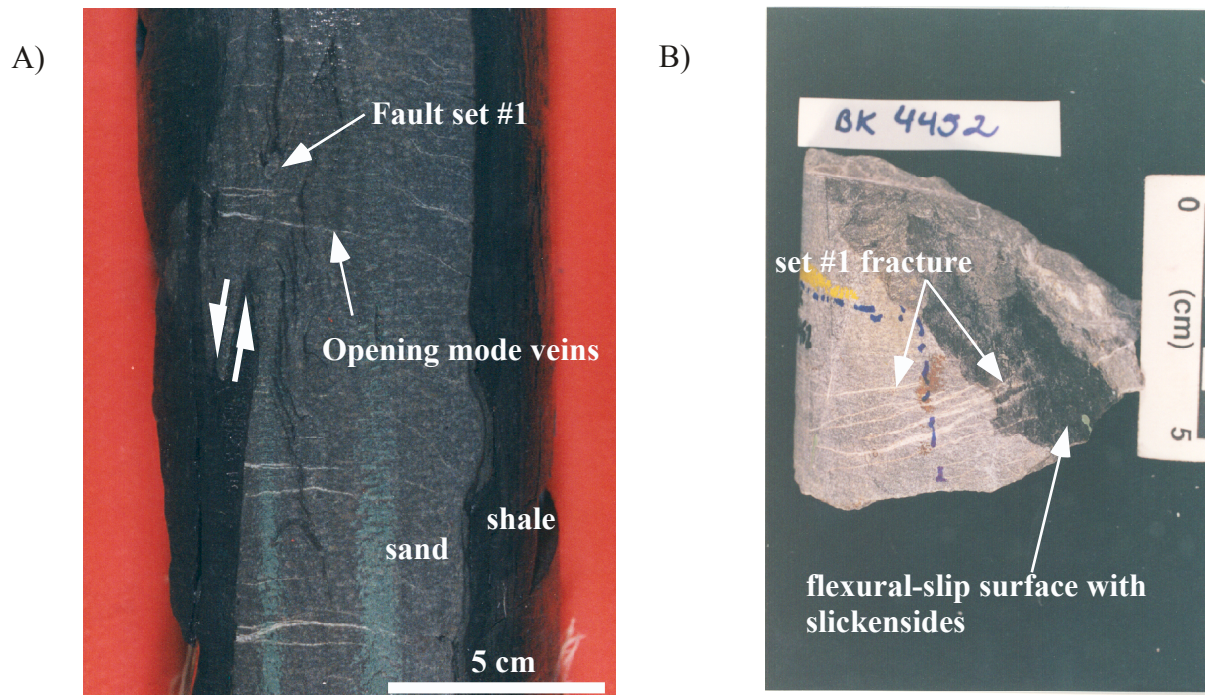 A)
Fault set #1
Opening mode veins
shale
sand
5 cm
B)
BK 4492
0
(cm)
5
set #1 fracture
flexural-slip surface with
slickensides